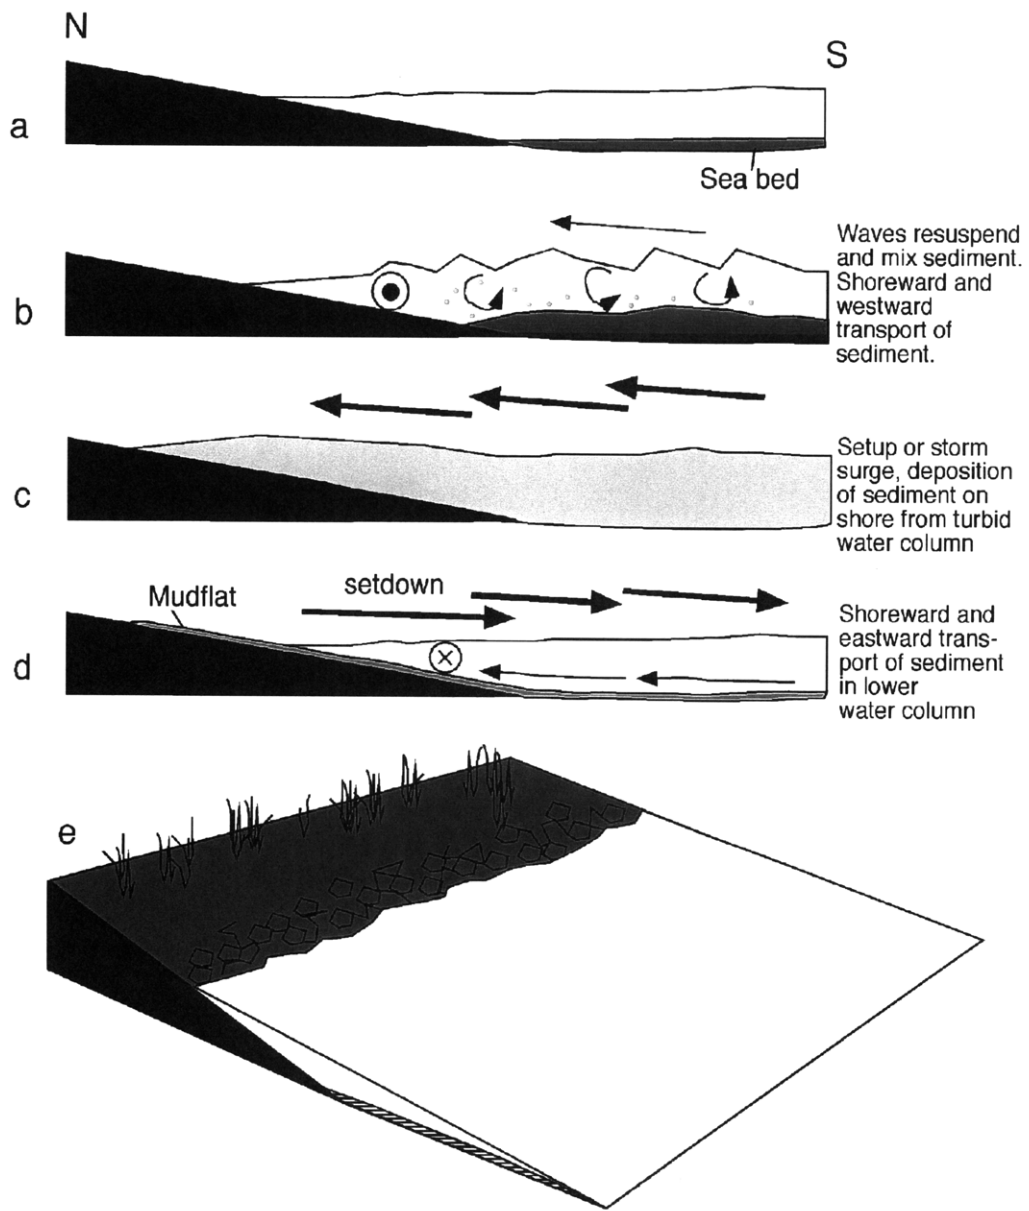 N
S
a
Sea bed
b
Waves resuspend
and mix sediment.
Shoreward and
westward
transport of
sediment.
c
Setup or storm
surge, deposition
of sediment on
shore from turbid
water column
d
Mudflat
setdown
Shoreward and
eastward trans-
port of sediment
in lower
water column
e